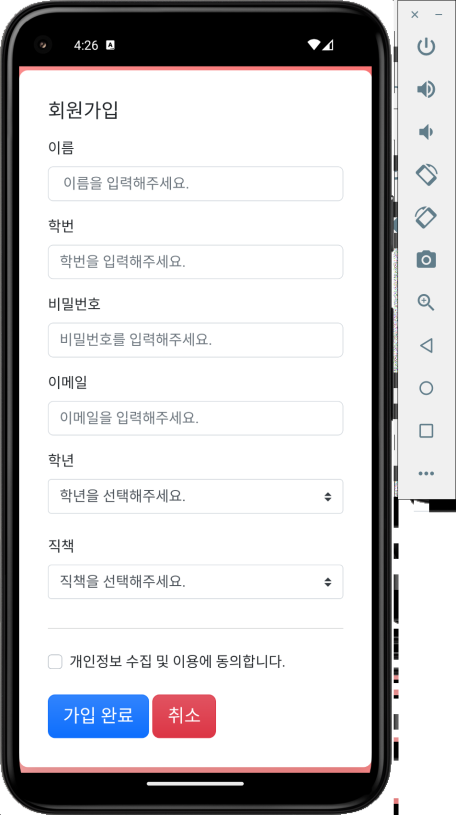 4:26 A
회원가입
이름
이름을 입력해주세요.
학번
학번을 입력해주세요.
비밀번호
비밀번호를 입력해주세요.
이메일
이메일을 입력해주세요.
학년
학년을 선택해주세요.
직책
직책을 선택해주세요.
개인정보 수집 및 이용에 동의합니다.
가입 완료 취소